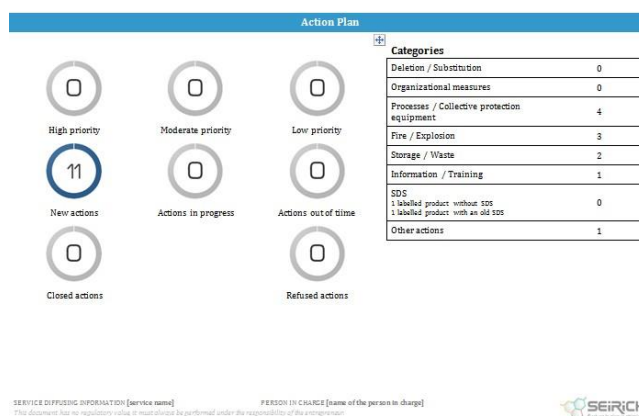 Action Plan
0
0
0
High priority
Moderate priority
Low priority
11
0
0
New actions
Actions in progress
Actions out of tiime
0
0
Closed actions
Refused actions
Categories
Deletion / Substitution 0
Organizational measures 0
Processes / Collective protection
equipment 4
Fire / Explosion 3
Storage / Waste 2
Information / Training 1
SDS
1 labelled product without SDS
1 labelled product with an old SDS 0
Other actions 1
SERVICE DIFFUSING INFORMATION [service name]
PERSON IN CHARGE [name of the person in charge]
This document has no regulatory value, it must always be performed under the responsibility of the entrepreneur
SEIRICH